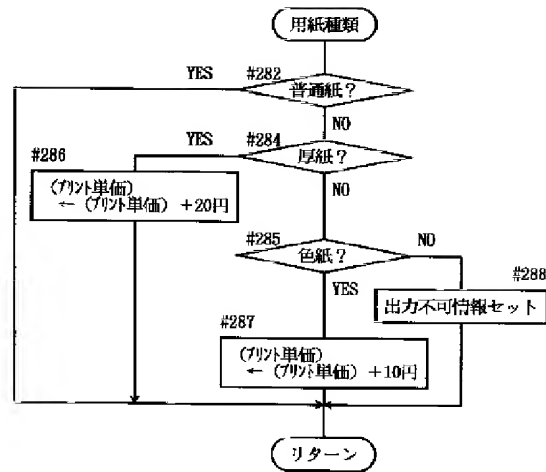 用紙種類
YES
#282
普通紙？
NO
YES
#284
厚紙？
#286
NO
(プリント単価)
← (プリント単価) +20円
#285
色紙？
NO
YES
#288
出力不可情報セット
#287
(プリント単価)
← (プリント単価) +10円
リターン